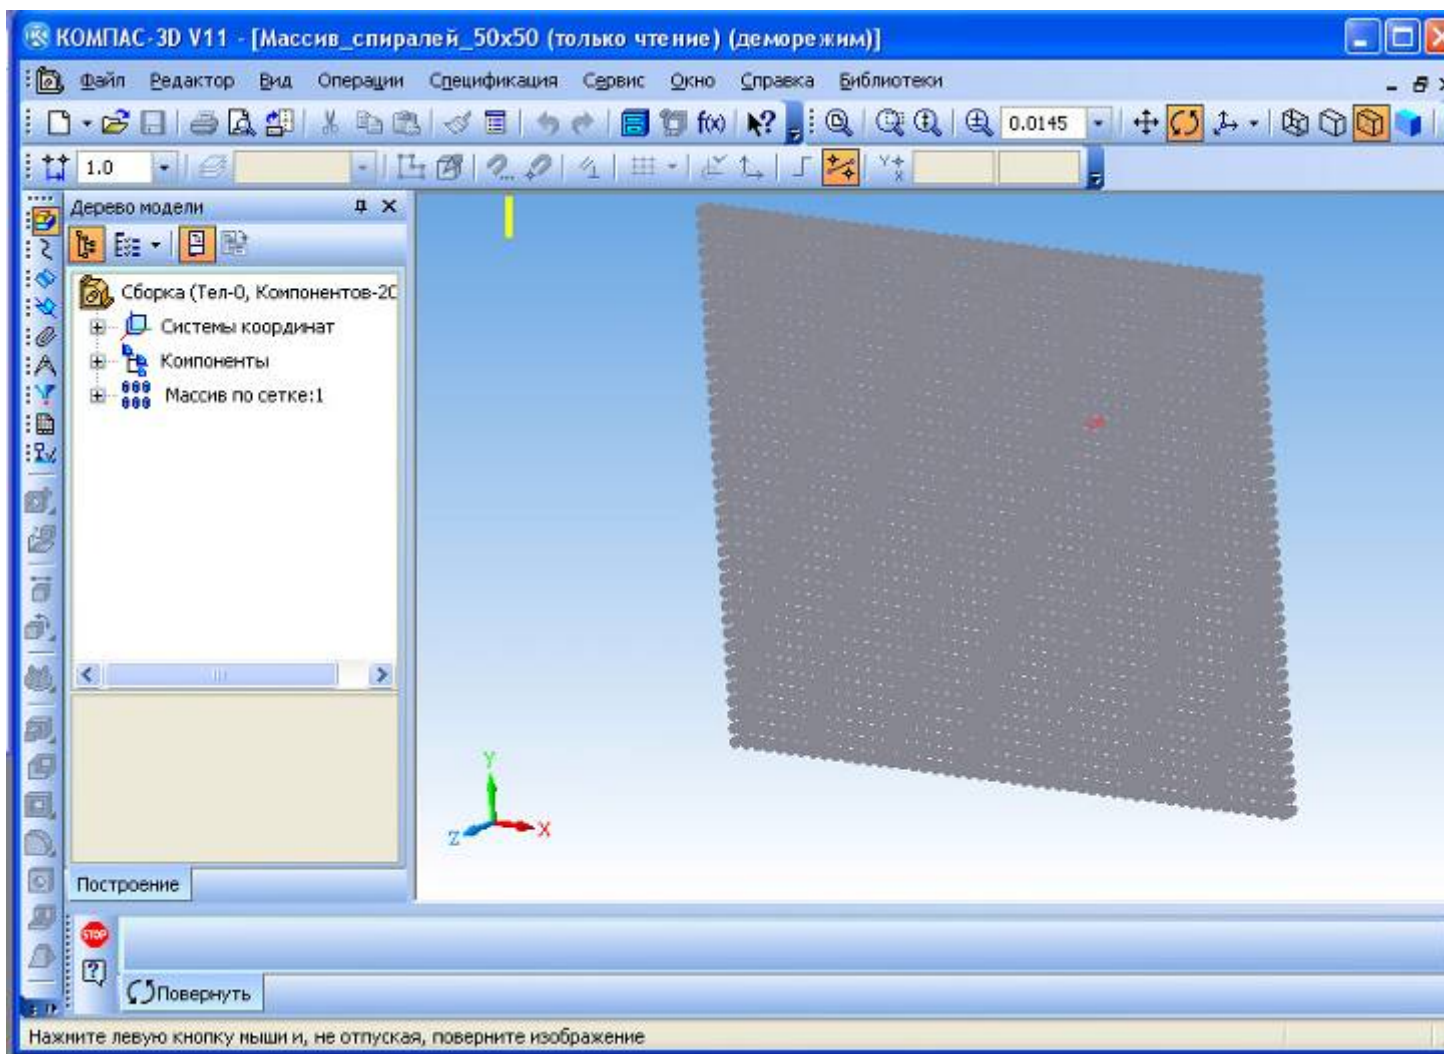 КОМПАС-3D V11 - [Массив_спиралей_50x50 (только чтение) (деморежим)]
Файл Редактор Вид Операции Спецификация Сервис Окно Справка Библиотеки
f(x) 0.0145
1.0
Дерево модели
Сборка (Тел-0, Компонентов-2
Системы координат
Компоненты
Массив по сетке:1
Y
Z X
Построение
STOP
Повернуть
Нажмите левую кнопку мыши и, не отпуская, поверните изображение